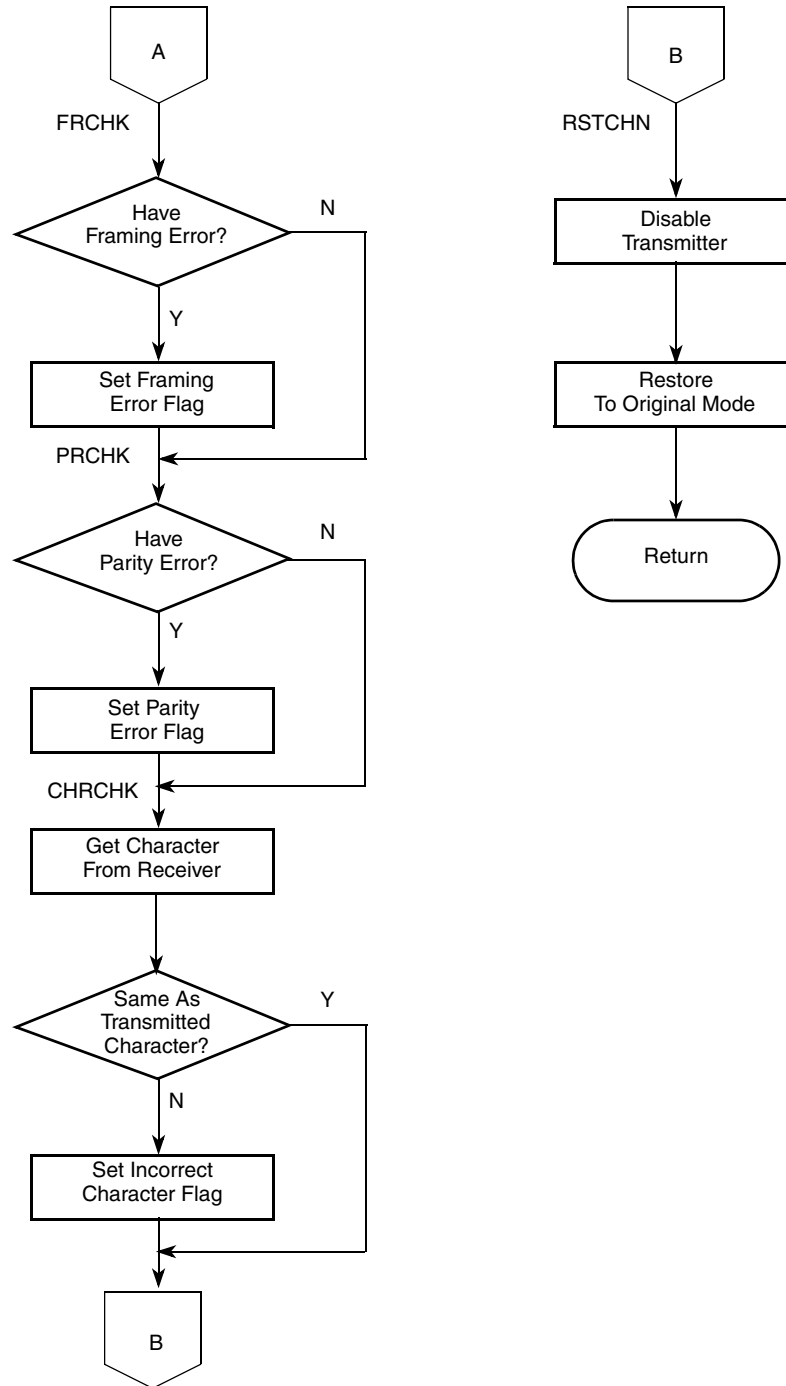 A
FRCHK
Have
Framing Error?
N
Y
Set Framing
Error Flag
PRCHK
Have
Parity Error?
N
Y
Set Parity
Error Flag
CHRCHK
Get Character
From Receiver
Same As
Transmitted
Character?
Y
N
Set Incorrect
Character Flag
B
B
RSTCHN
Disable
Transmitter
Restore
To Original Mode
Return